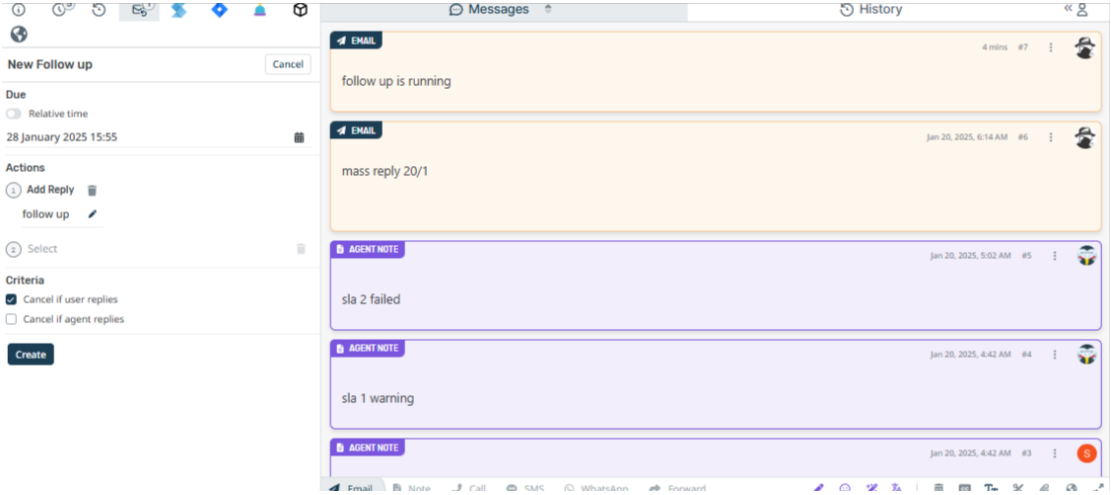 Messages
History
New Follow up
Cancel
Due
Relative time
28 January 2025 15:55
Actions
1 Add Reply
follow up
2 Select
Criteria
Cancel if user replies
Cancel if agent replies
Create
EMAIL
4 mins #7
follow up is running
EMAIL
Jan 20, 2025, 6:14 AM #6
mass reply 20/1
AGENT NOTE
Jan 20, 2025, 5:02 AM #5
sla 2 failed
AGENT NOTE
Jan 20, 2025, 4:42 AM #4
sla 1 warning
AGENT NOTE
Jan 20, 2025, 4:42 AM #3
S
Email Note Call SMS WhatsApp Forward